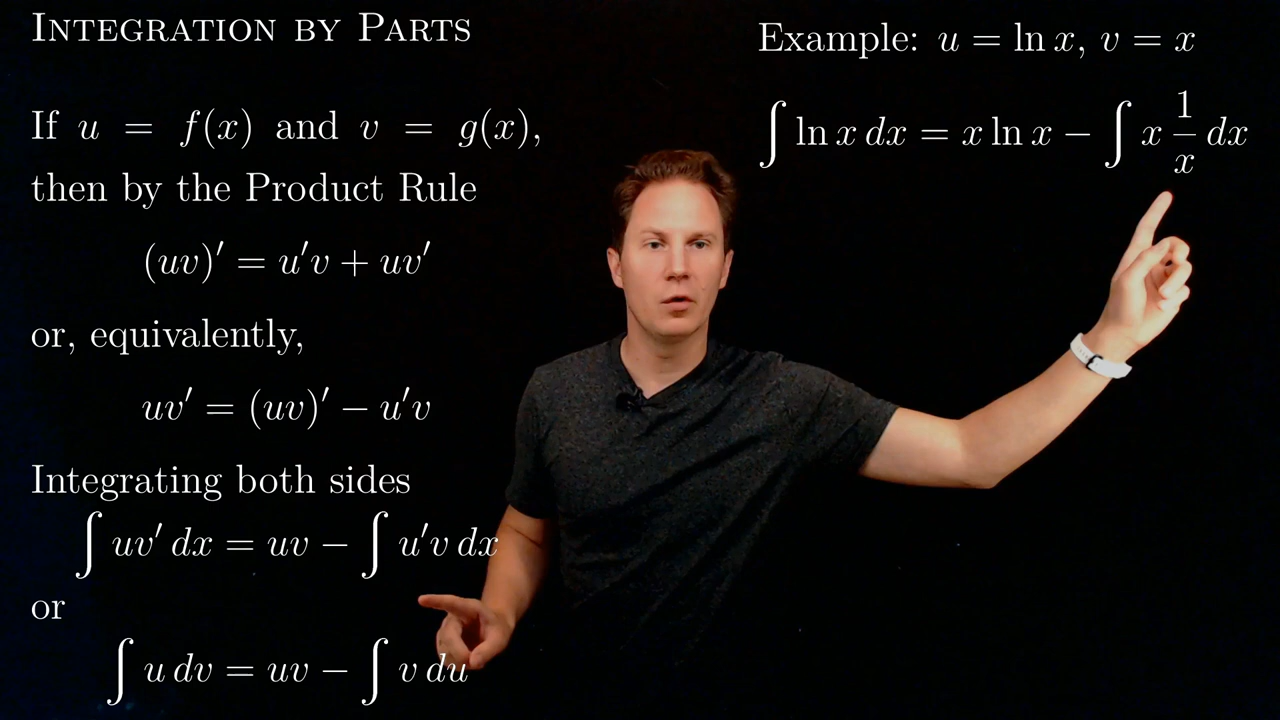 INTEGRATION BY PARTS
If u = f(x) and v = g(x),
then by the Product Rule
(uv)′ = u′v + uv′
or, equivalently,
uv′ = (uv)′ − u′v
Integrating both sides
∫ uv′ dx = uv − ∫ u′v dx
or
∫ u dv = uv − ∫ v du
Example: u = ln x, v = x
∫ ln x dx = x ln x − ∫ x 1/x dx